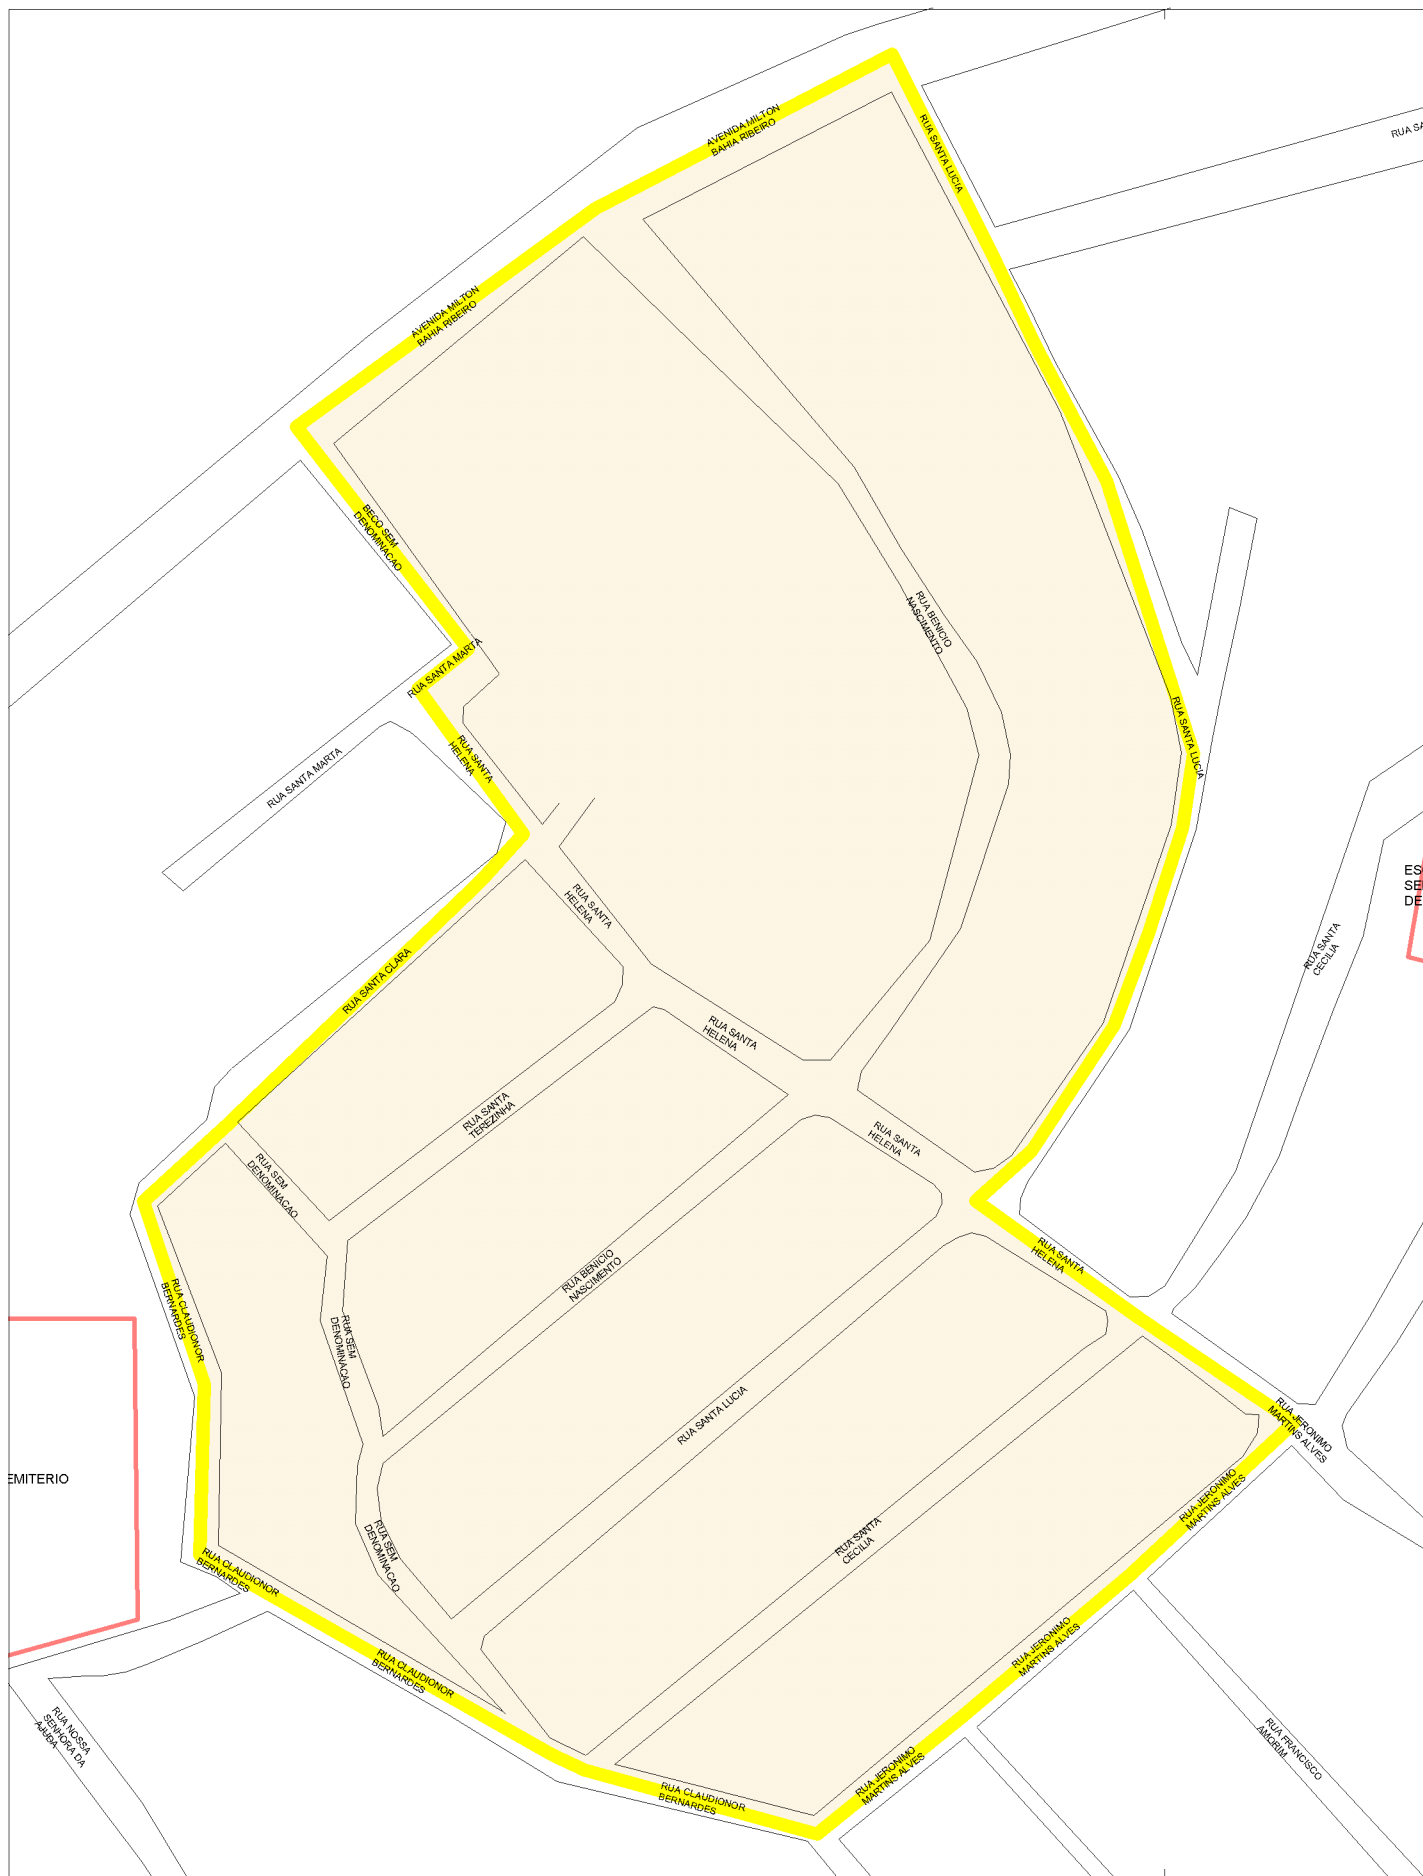 AVENIDA MILTON
BAHIA RIBEIRO
RUA SANTA LUCIA
RUA SA
AVENIDA MILTON
BAHIA RIBEIRO
BECO SEM
DENOMINACAO
RUA BENICIO
NASCIMENTO
RUA SANTA MARTA
RUA SANTA LUCIA
RUA SANTA
HELENA
RUA SANTA MARTA
ES
SE
DE
RUA SANTA
HELENA
RUA SANTA
CECILIA
RUA SANTA CLARA
RUA SANTA
HELENA
RUA SANTA
TEREZINHA
RUA SANTA
HELENA
RUA SEM
DENOMINACAO
RUA SANTA
HELENA
RUA BENICIO
NASCIMENTO
RUA CLAUDIONOR
BERNARDES
RUA SEM
DENOMINACAO
RUA SANTA LUCIA
RUA JERONIMO
MARTINS ALVES
EMITERIO
RUA JERONIMO
MARTINS ALVES
RUA SANTA
CECILIA
RUA SEM
DENOMINACAO
RUA CLAUDIONOR
BERNARDES
RUA JERONIMO
MARTINS ALVES
RUA CLAUDIONOR
BERNARDES
RUA NOSSA
SENHORA DA
AJUDA
RUA FRANCISCO
AMORIM
RUA JERONIMO
MARTINS ALVES
RUA CLAUDIONOR
BERNARDES